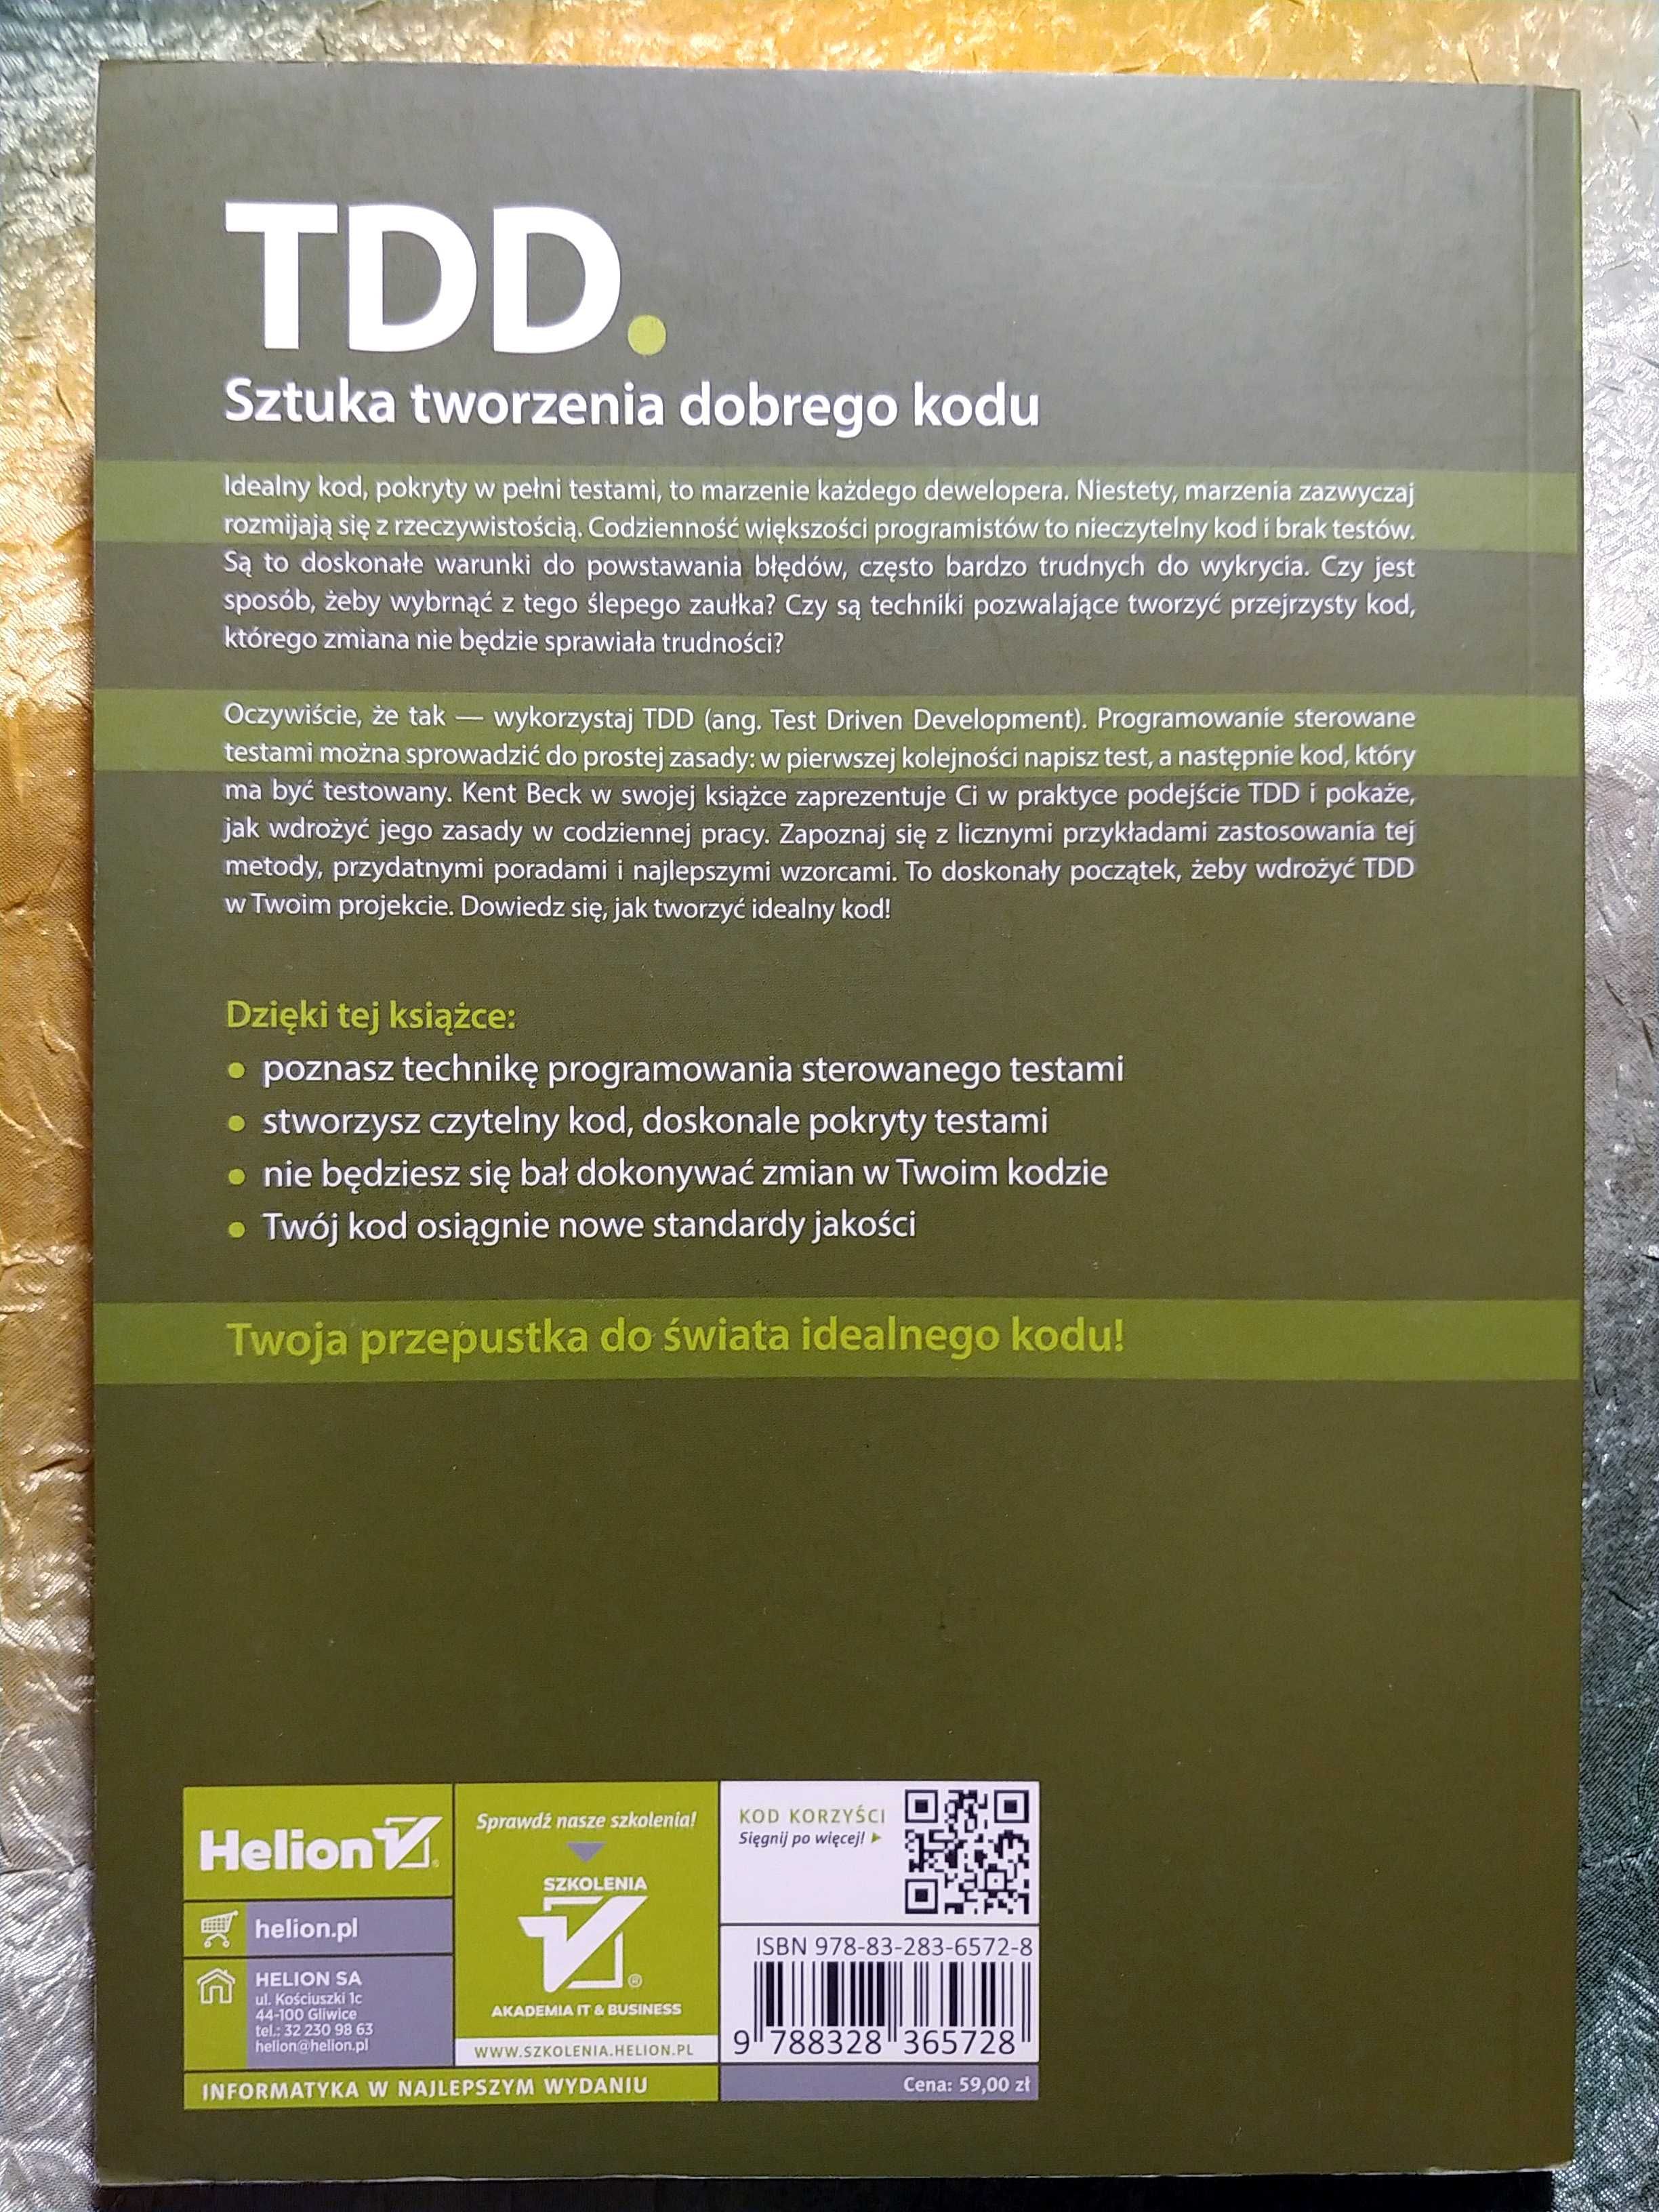 TDD.
Sztuka tworzenia dobrego kodu
Idealny kod, pokryty w pełni testami, to marzenie każdego dewelopera. Niestety, marzenia zazwyczaj
rozmijają się z rzeczywistością. Codzienność większości programistów to nieczytelny kod i brak testów.
Są to doskonałe warunki do powstawania błędów, często bardzo trudnych do wykrycia. Czy jest
sposób, żeby wybrnąć z tego ślepego zaułka? Czy są techniki pozwalające tworzyć przejrzysty kod,
którego zmiana nie będzie sprawiała trudności?
Oczywiście, że tak — wykorzystaj TDD (ang. Test Driven Development). Programowanie sterowane
testami można sprowadzić do prostej zasady: w pierwszej kolejności napisz test, a następnie kod, który
ma być testowany. Kent Beck w swojej książce zaprezentuje Ci w praktyce podejście TDD i pokaże,
jak wdrożyć jego zasady w codziennej pracy. Zapoznaj się z licznymi przykładami zastosowania tej
metody, przydatnymi poradami i najlepszymi wzorcami. To doskonały początek, żeby wdrożyć TDD
w Twoim projekcie. Dowiedz się, jak tworzyć idealny kod!
Dzięki tej książce:
• poznasz technikę programowania sterowanego testami
• stworzysz czytelny kod, doskonale pokryty testami
• nie będziesz się bał dokonywać zmian w Twoim kodzie
• Twój kod osiągnie nowe standardy jakości
Twoja przepustka do świata idealnego kodu!
Helion®
helion.pl
HELION SA
ul. Kościuszki 1c
44-100 Gliwice
tel.: 32 230 98 63
helion@helion.pl
INFORMATYKA W NAJLEPSZYM WYDANIU
Sprawdź nasze szkolenia!
SZKOLENIA
®
AKADEMIA IT & BUSINESS
WWW.SZKOLENIA.HELION.PL
KOD KORZYŚCI
Sięgnij po więcej! ►
ISBN 978-83-283-6572-8
9 788328 365728
Cena: 59,00 zł